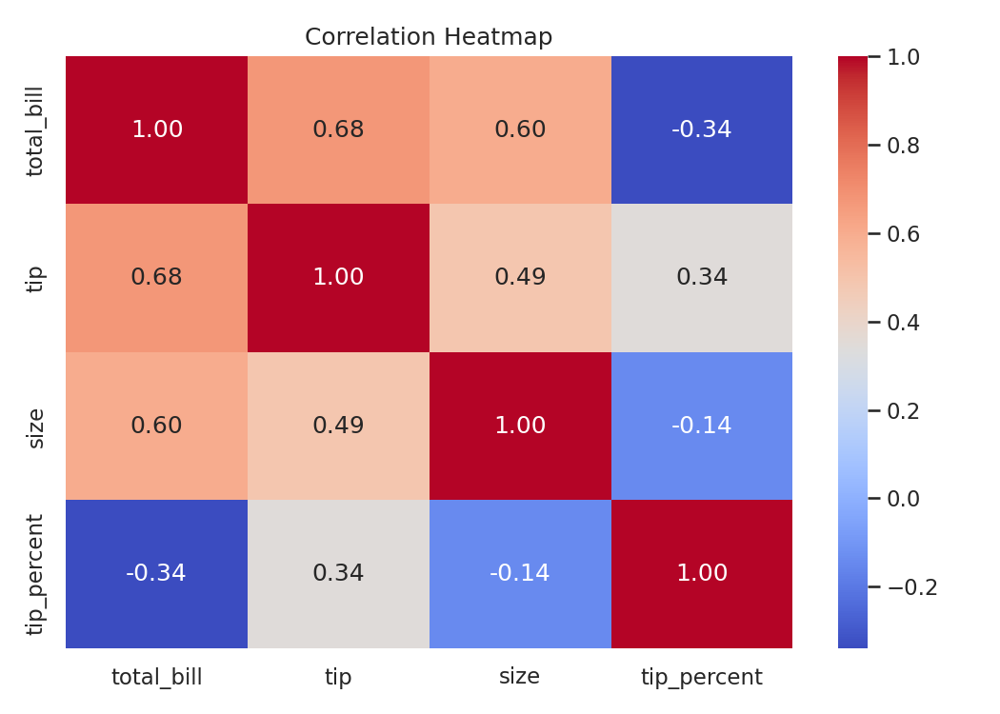 Correlation Heatmap
total_bill 1.00 0.68 0.60 -0.34
tip 0.68 1.00 0.49 0.34
size 0.60 0.49 1.00 -0.14
tip_percent -0.34 0.34 -0.14 1.00
total_bill tip size tip_percent
1.0
0.8
0.6
0.4
0.2
0.0
−0.2